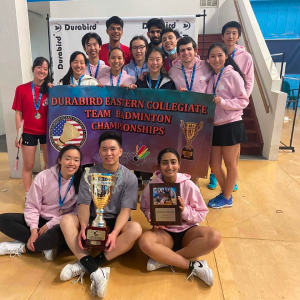 Durabird
DURABIRD EASTERN COLLEGIATE
TEAM BADMINTON
CHAMPIONSHIPS